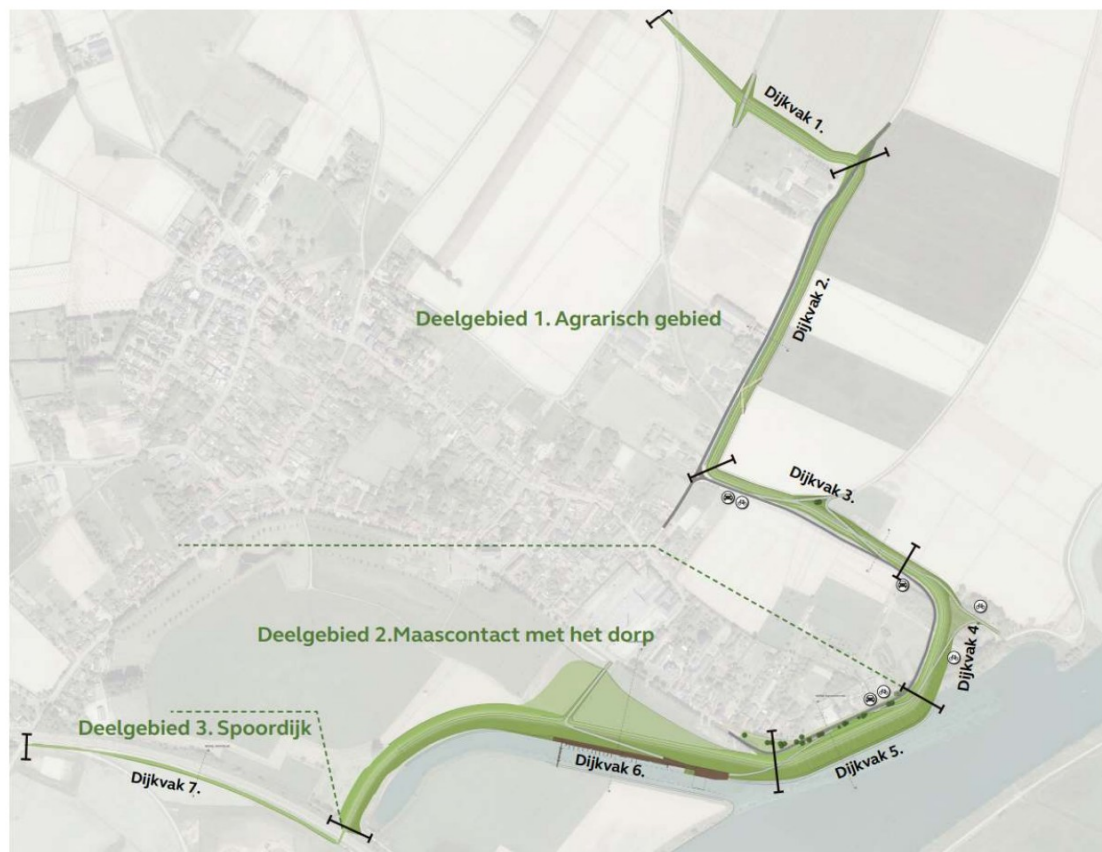 Dijkvak 1.
Dijkvak 2.
Deelgebied 1. Agrarisch gebied
Dijkvak 3.
Deelgebied 2.Maascontact met het dorp
Dijkvak 4.
Deelgebied 3. Spoordijk
Dijkvak 5.
Dijkvak 6.
Dijkvak 7.